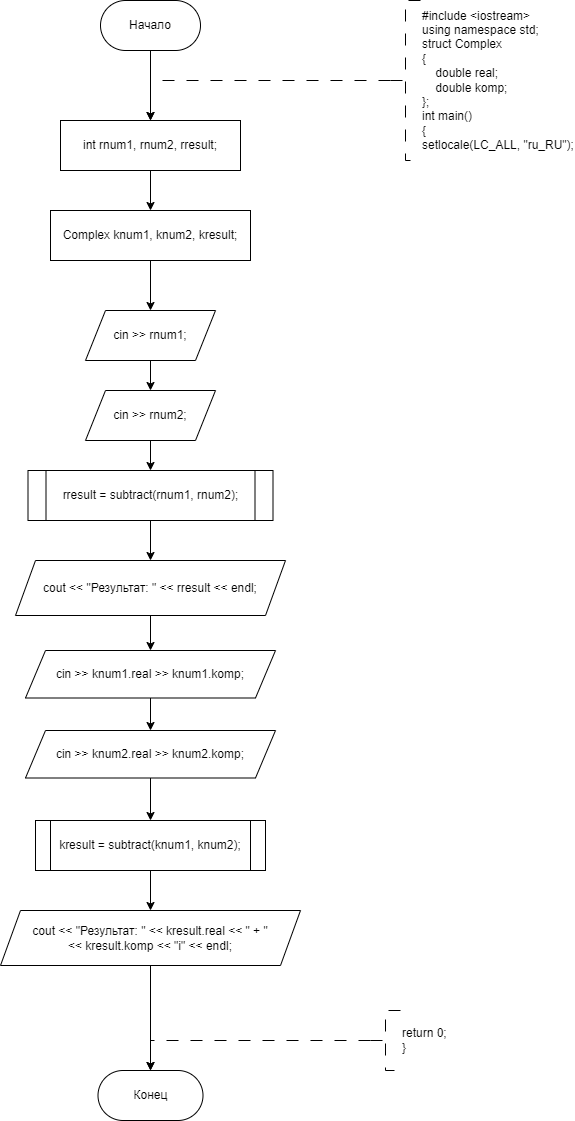 Начало
#include <iostream>
using namespace std;
struct Complex
{
double real;
double komp;
};
int main()
{
setlocale(LC_ALL, "ru_RU");
int rnum1, rnum2, rresult;
Complex knum1, knum2, kresult;
cin >> rnum1;
cin >> rnum2;
rresult = subtract(rnum1, rnum2);
cout << "Результат: " << rresult << endl;
cin >> knum1.real >> knum1.komp;
cin >> knum2.real >> knum2.komp;
kresult = subtract(knum1, knum2);
cout << "Результат: " << kresult.real << " + "
<< kresult.komp << "i" << endl;
return 0;
}
Конец